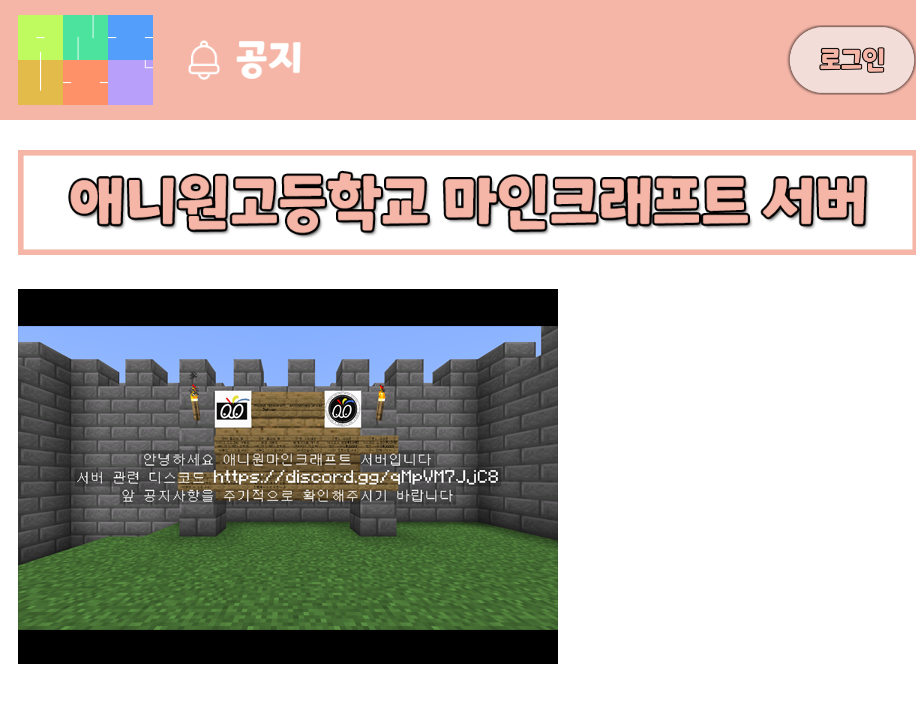 공지
로그인
애니원고등학교 마인크래프트 서버
안녕하세요 애니원마인크래프트 서버입니다
서버 관련 디스코드 https://discord.gg/qMpVM7JjC8
앞 공지사항을 주기적으로 확인해주시기 바랍니다